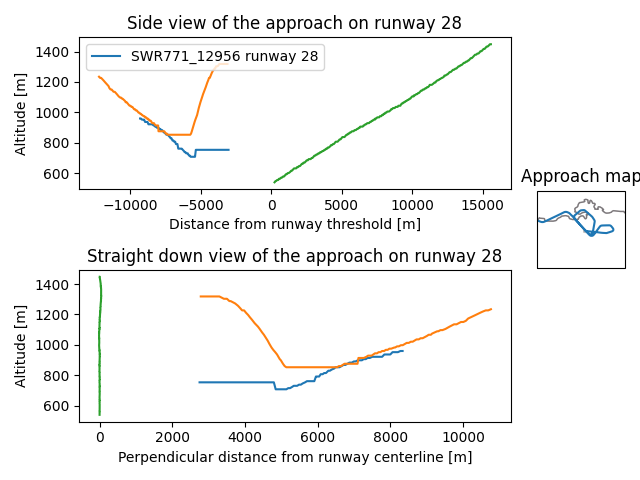 Side view of the approach on runway 28
1400
1200
1000
800
600
Altitude [m]
SWR771_12956 runway 28
−10000 −5000 0 5000 10000 15000
Distance from runway threshold [m]
Approach map
Straight down view of the approach on runway 28
1400
1200
1000
800
600
Altitude [m]
0 2000 4000 6000 8000 10000
Perpendicular distance from runway centerline [m]